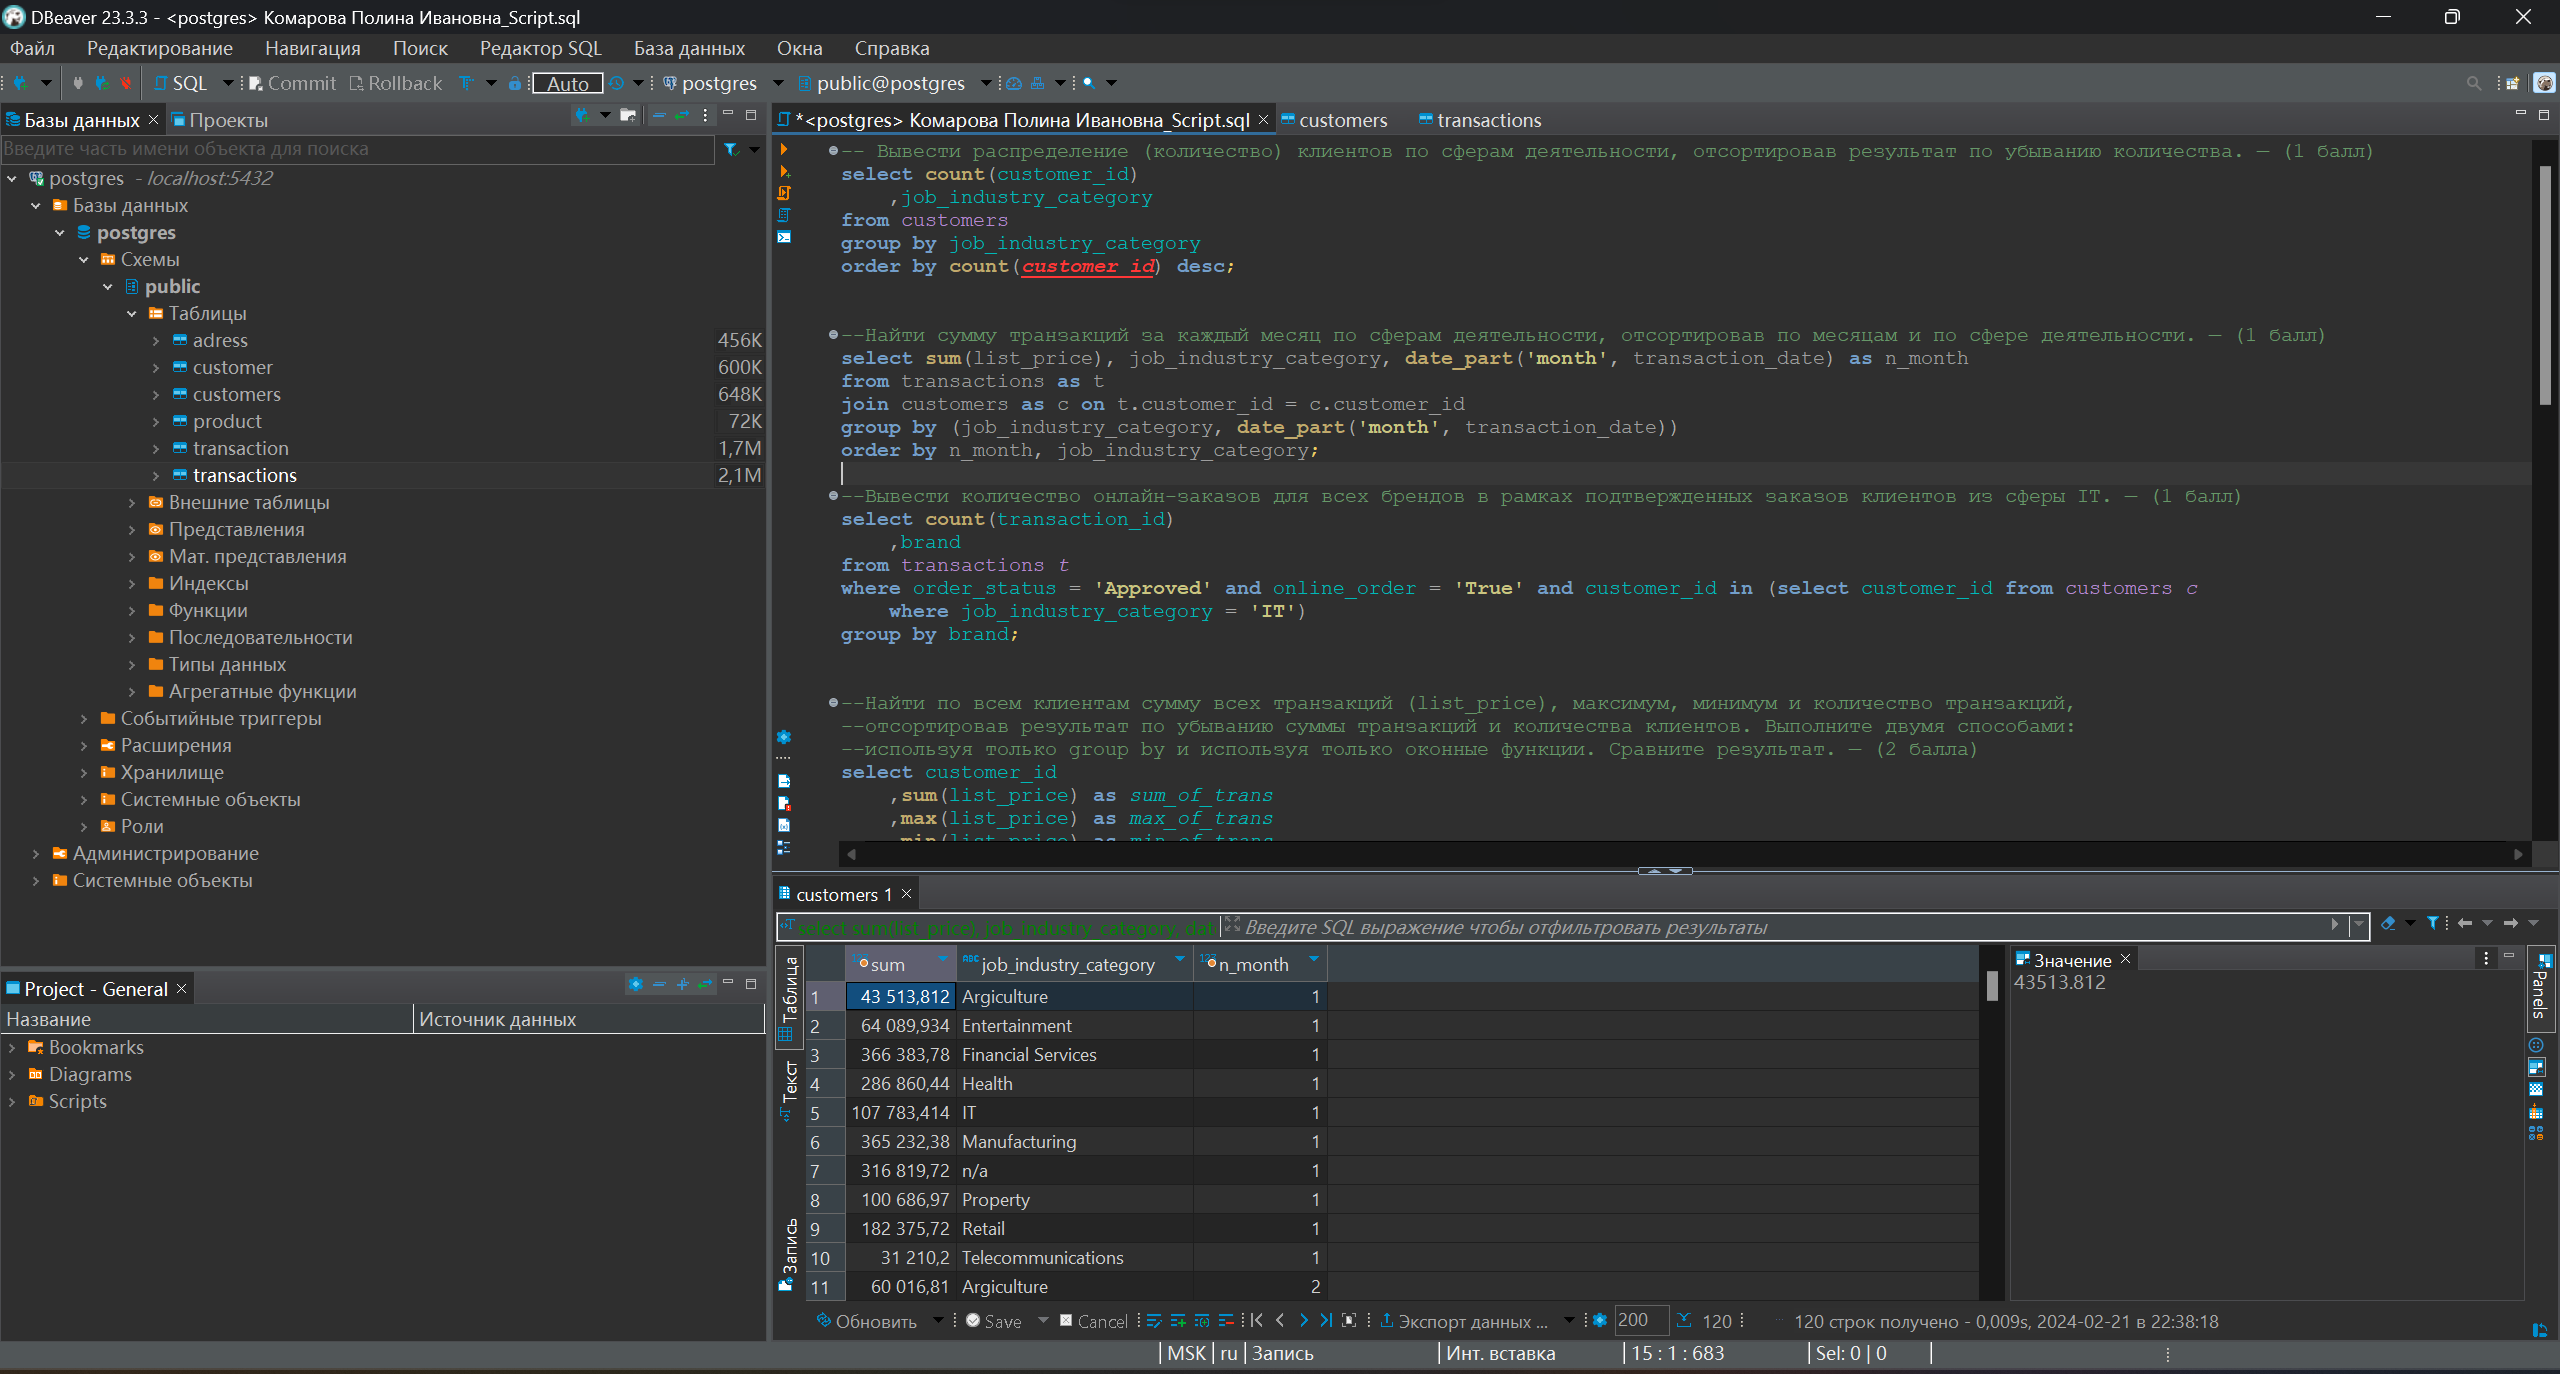 DBeaver 23.3.3 - <postgres> Комарова Полина Ивановна_Script.sql
Файл Редактирование Навигация Поиск Редактор SQL База данных Окна Справка
SQL Commit Rollback Auto postgres public@postgres
Базы данных Проекты
Введите часть имени объекта для поиска
postgres - localhost:5432
Базы данных
postgres
Схемы
public
Таблицы
adress 456K
customer 600K
customers 648K
product 72K
transaction 1,7M
transactions 2,1M
Внешние таблицы
Представления
Мат. представления
Индексы
Функции
Последовательности
Типы данных
Агрегатные функции
Событийные триггеры
Расширения
Хранилище
Системные объекты
Роли
Администрирование
Системные объекты
Project - General
Название Источник данных
Bookmarks
Diagrams
Scripts
*<postgres> Комарова Полина Ивановна_Script.sql customers transactions
-- Вывести распределение (количество) клиентов по сферам деятельности, отсортировав результат по убыванию количества. — (1 балл)
select count(customer_id)
,job_industry_category
from customers
group by job_industry_category
order by count(customer_id) desc;
--Найти сумму транзакций за каждый месяц по сферам деятельности, отсортировав по месяцам и по сфере деятельности. — (1 балл)
select sum(list_price), job_industry_category, date_part('month', transaction_date) as n_month
from transactions as t
join customers as c on t.customer_id = c.customer_id
group by (job_industry_category, date_part('month', transaction_date))
order by n_month, job_industry_category;
--Вывести количество онлайн-заказов для всех брендов в рамках подтвержденных заказов клиентов из сферы IT. — (1 балл)
select count(transaction_id)
,brand
from transactions t
where order_status = 'Approved' and online_order = 'True' and customer_id in (select customer_id from customers c
where job_industry_category = 'IT')
group by brand;
--Найти по всем клиентам сумму всех транзакций (list_price), максимум, минимум и количество транзакций,
--отсортировав результат по убыванию суммы транзакций и количества клиентов. Выполните двумя способами:
--используя только group by и используя только оконные функции. Сравните результат. — (2 балла)
select customer_id
,sum(list_price) as sum_of_trans
,max(list_price) as max_of_trans
,min(list_price) as min_of_trans
customers 1
select sum(list_price), job_industry_category, dat Введите SQL выражение чтобы отфильтровать результаты
Таблица
Текст
Запись
123 sum ABC job_industry_category 123 n_month
1 43 513,812 Argiculture 1
2 64 089,934 Entertainment 1
3 366 383,78 Financial Services 1
4 286 860,44 Health 1
5 107 783,414 IT 1
6 365 232,38 Manufacturing 1
7 316 819,72 n/a 1
8 100 686,97 Property 1
9 182 375,72 Retail 1
10 31 210,2 Telecommunications 1
11 60 016,81 Argiculture 2
Значение
43513.812
Panels
Обновить Save Cancel Экспорт данных ... 200 120 120 строк получено - 0,009s, 2024-02-21 в 22:38:18
MSK ru Запись Инт. вставка 15 : 1 : 683 Sel: 0 | 0